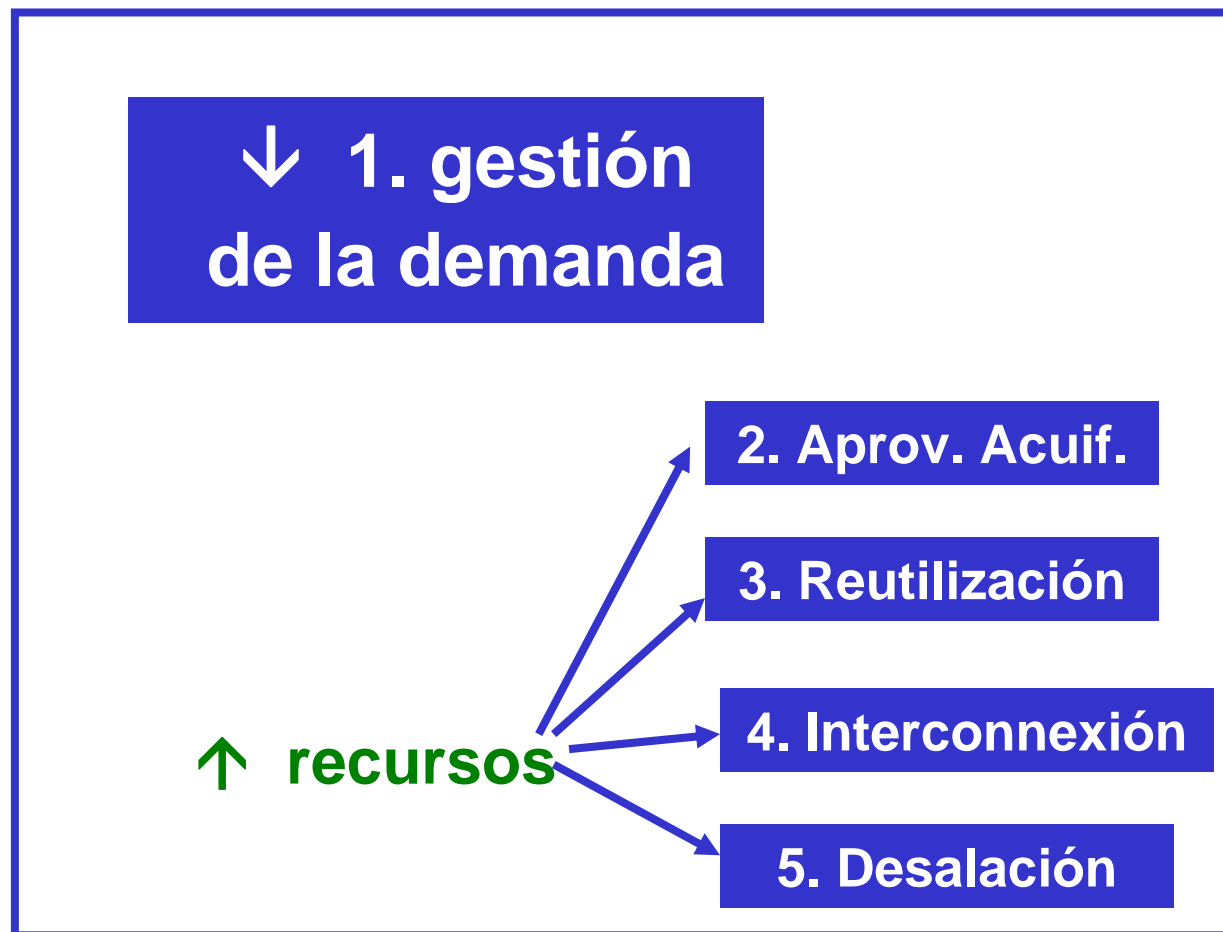 ↓ 1. gestión
de la demanda
2. Aprov. Acuif.
3. Reutilización
↑ recursos
4. Interconnexión
5. Desalación